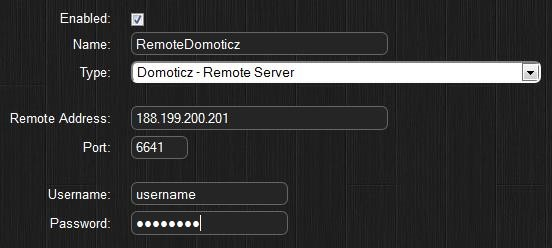 Enabled:
Name: RemoteDomoticz
Type: Domoticz - Remote Server
Remote Address: 188.199.200.201
Port: 6641
Username: username
Password: ●●●●●●●●